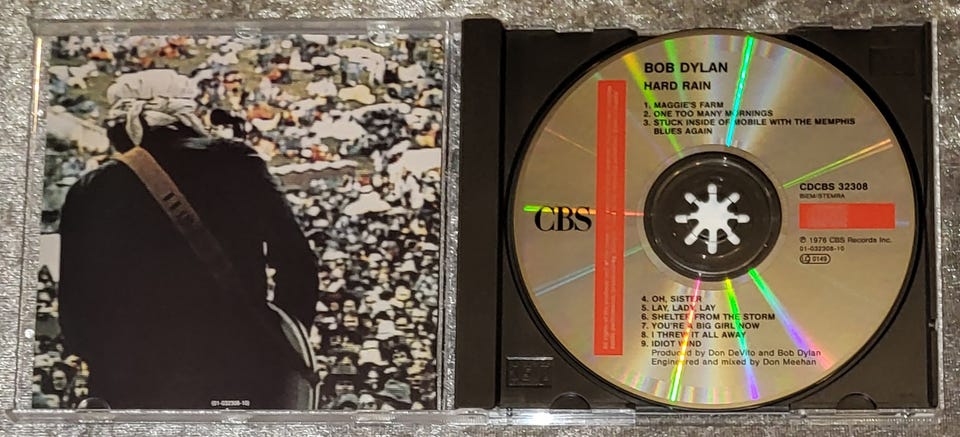 (01-032308-10)
BOB DYLAN
HARD RAIN
1. MAGGIE'S FARM
2. ONE TOO MANY MORNINGS
3. STUCK INSIDE OF MOBILE WITH THE MEMPHIS
BLUES AGAIN
CBS
CDCBS 32308
BIEM/STEMRA
℗ 1976 CBS Records Inc.
01-032308-10
LC 0149
4. OH, SISTER
5. LAY, LADY, LAY
6. SHELTER FROM THE STORM
7. YOU'RE A BIG GIRL NOW
8. I THREW IT ALL AWAY
9. IDIOT WIND
Produced by Don DeVito and Bob Dylan
Engineered and mixed by Don Meehan